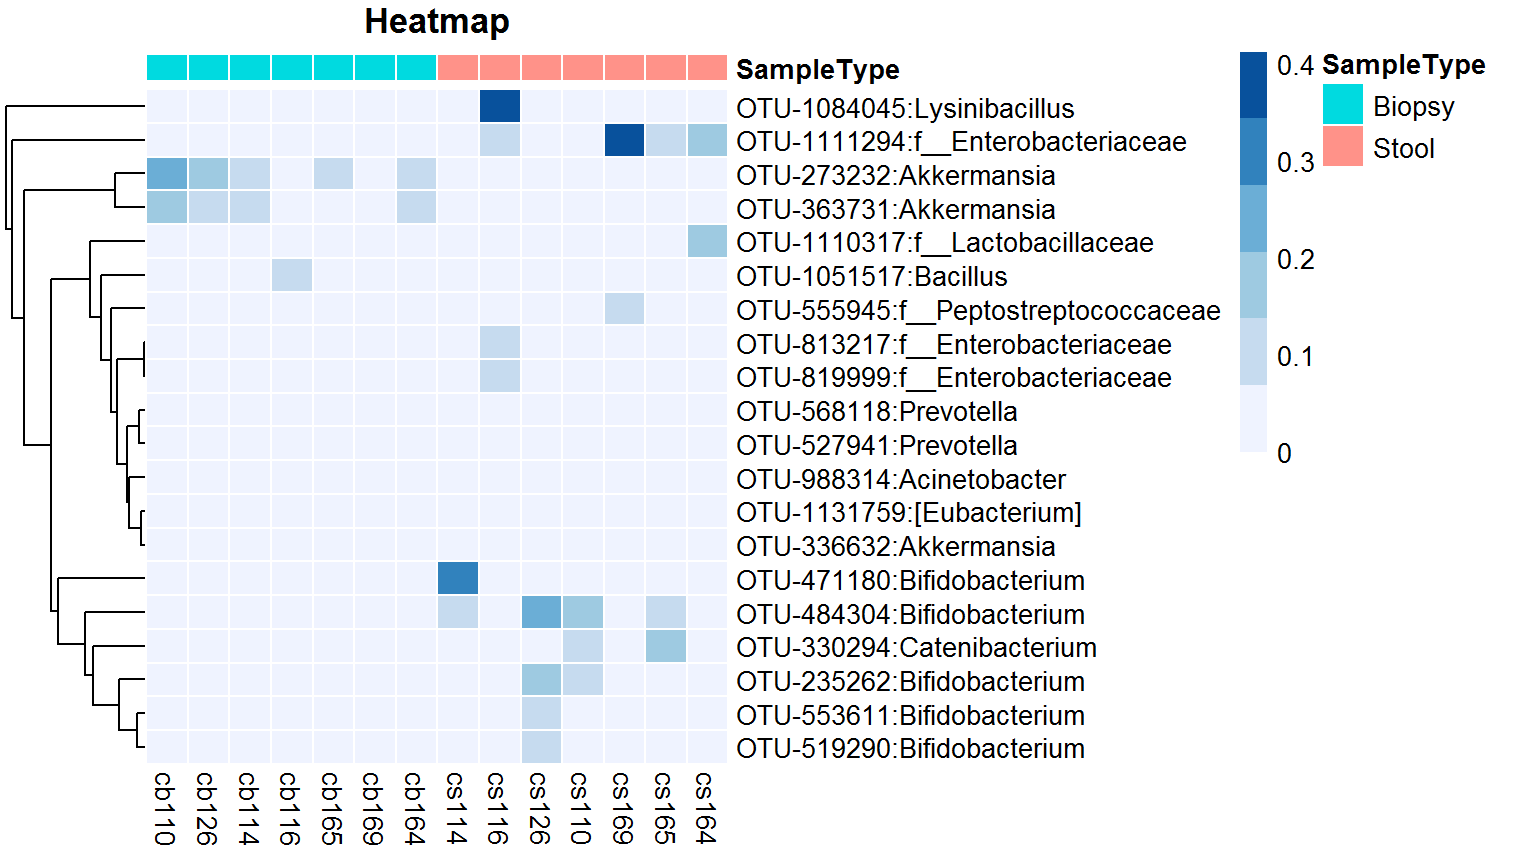 Heatmap
SampleType
OTU-1084045:Lysinibacillus
OTU-1111294:f__Enterobacteriaceae
OTU-273232:Akkermansia
OTU-363731:Akkermansia
OTU-1110317:f__Lactobacillaceae
OTU-1051517:Bacillus
OTU-555945:f__Peptostreptococcaceae
OTU-813217:f__Enterobacteriaceae
OTU-819999:f__Enterobacteriaceae
OTU-568118:Prevotella
OTU-527941:Prevotella
OTU-988314:Acinetobacter
OTU-1131759:[Eubacterium]
OTU-336632:Akkermansia
OTU-471180:Bifidobacterium
OTU-484304:Bifidobacterium
OTU-330294:Catenibacterium
OTU-235262:Bifidobacterium
OTU-553611:Bifidobacterium
OTU-519290:Bifidobacterium
cb110
cb126
cb114
cb116
cb165
cb169
cb164
cs114
cs116
cs126
cs110
cs169
cs165
cs164
0.4
0.3
0.2
0.1
0
SampleType
Biopsy
Stool